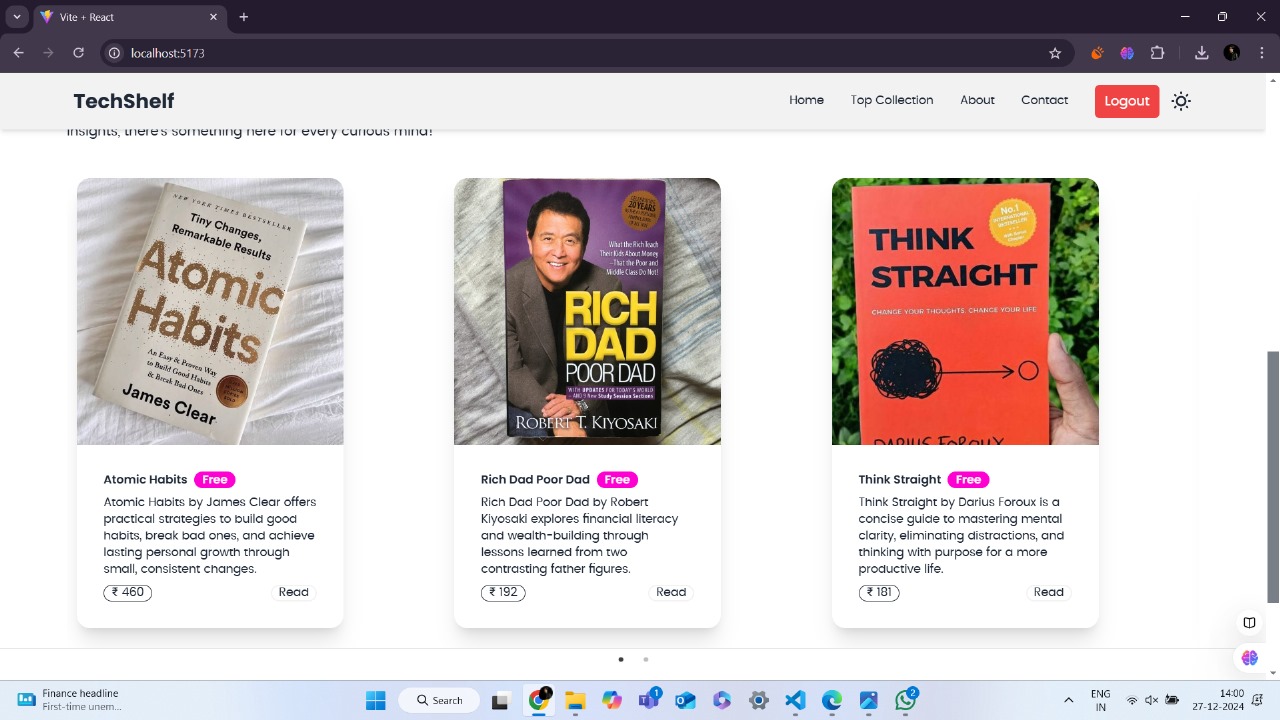 Vite + React
localhost:5173
TechShelf
Home
Top Collection
About
Contact
Logout
insights, there's something here for every curious mind!
NEW YORK TIMES BESTSELLER
Tiny Changes,
Remarkable Results
Atomic
Habits
An Easy & Proven Way
to Build Good Habits
& Break Bad Ones
James Clear
20 YEARS
What the Rich Teach
Their Kids About Money
—That the Poor and
Middle Class Do Not!
RICH
DAD
POOR DAD
WITH UPDATES FOR TODAY'S WORLD
—AND 9 New Study Session Sections
ROBERT T. KIYOSAKI
No.1
INTERNATIONAL
BESTSELLER
THINK
STRAIGHT
CHANGE YOUR THOUGHTS, CHANGE YOUR LIFE
DARIUS FOROUX
Atomic Habits Free
Atomic Habits by James Clear offers
practical strategies to build good
habits, break bad ones, and achieve
lasting personal growth through
small, consistent changes.
₹ 460
Read
Rich Dad Poor Dad Free
Rich Dad Poor Dad by Robert
Kiyosaki explores financial literacy
and wealth-building through
lessons learned from two
contrasting father figures.
₹ 192
Read
Think Straight Free
Think Straight by Darius Foroux is a
concise guide to mastering mental
clarity, eliminating distractions, and
thinking with purpose for a more
productive life.
₹ 181
Read
Finance headline
First-time unem...
Search
1
2
ENG
IN
14:00
27-12-2024